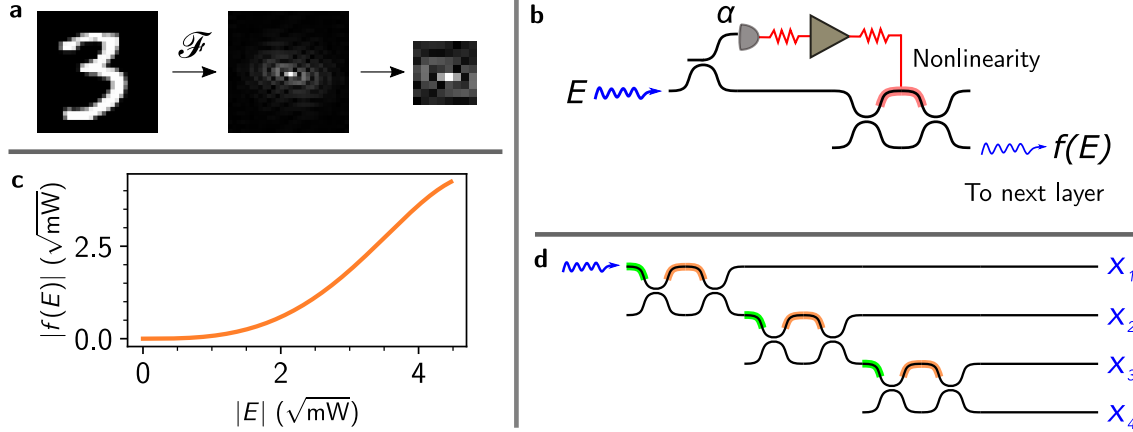 a
ℱ
b
α
E
Nonlinearity
f(E)
To next layer
c
|f(E)| (√mW)
2.5
0.0
0 2 4
|E| (√mW)
d
X₁
X₂
X₃
X₄